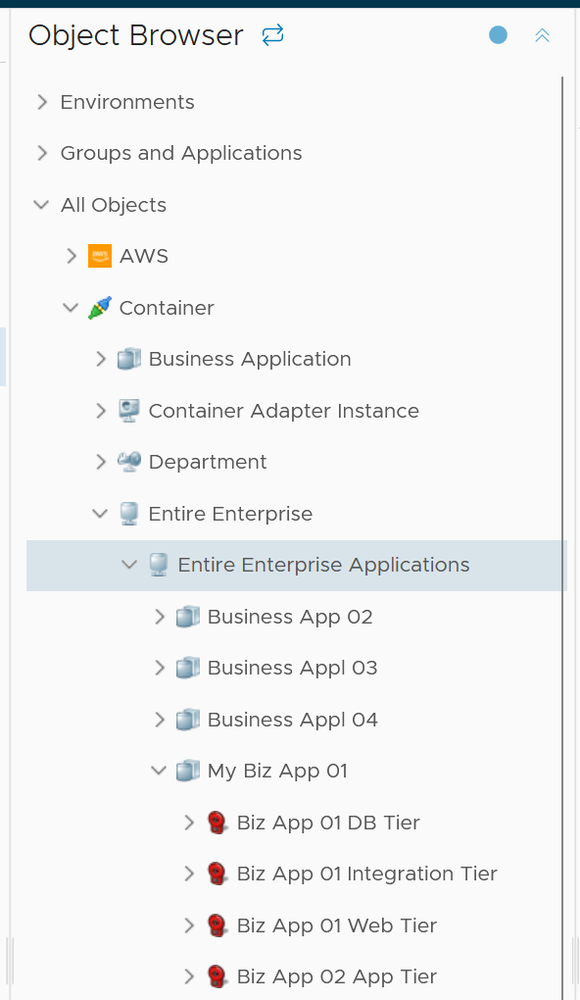 Object Browser
Environments
Groups and Applications
All Objects
AWS
Container
Business Application
Container Adapter Instance
Department
Entire Enterprise
Entire Enterprise Applications
Business App 02
Business Appl 03
Business Appl 04
My Biz App 01
Biz App 01 DB Tier
Biz App 01 Integration Tier
Biz App 01 Web Tier
Biz App 02 App Tier